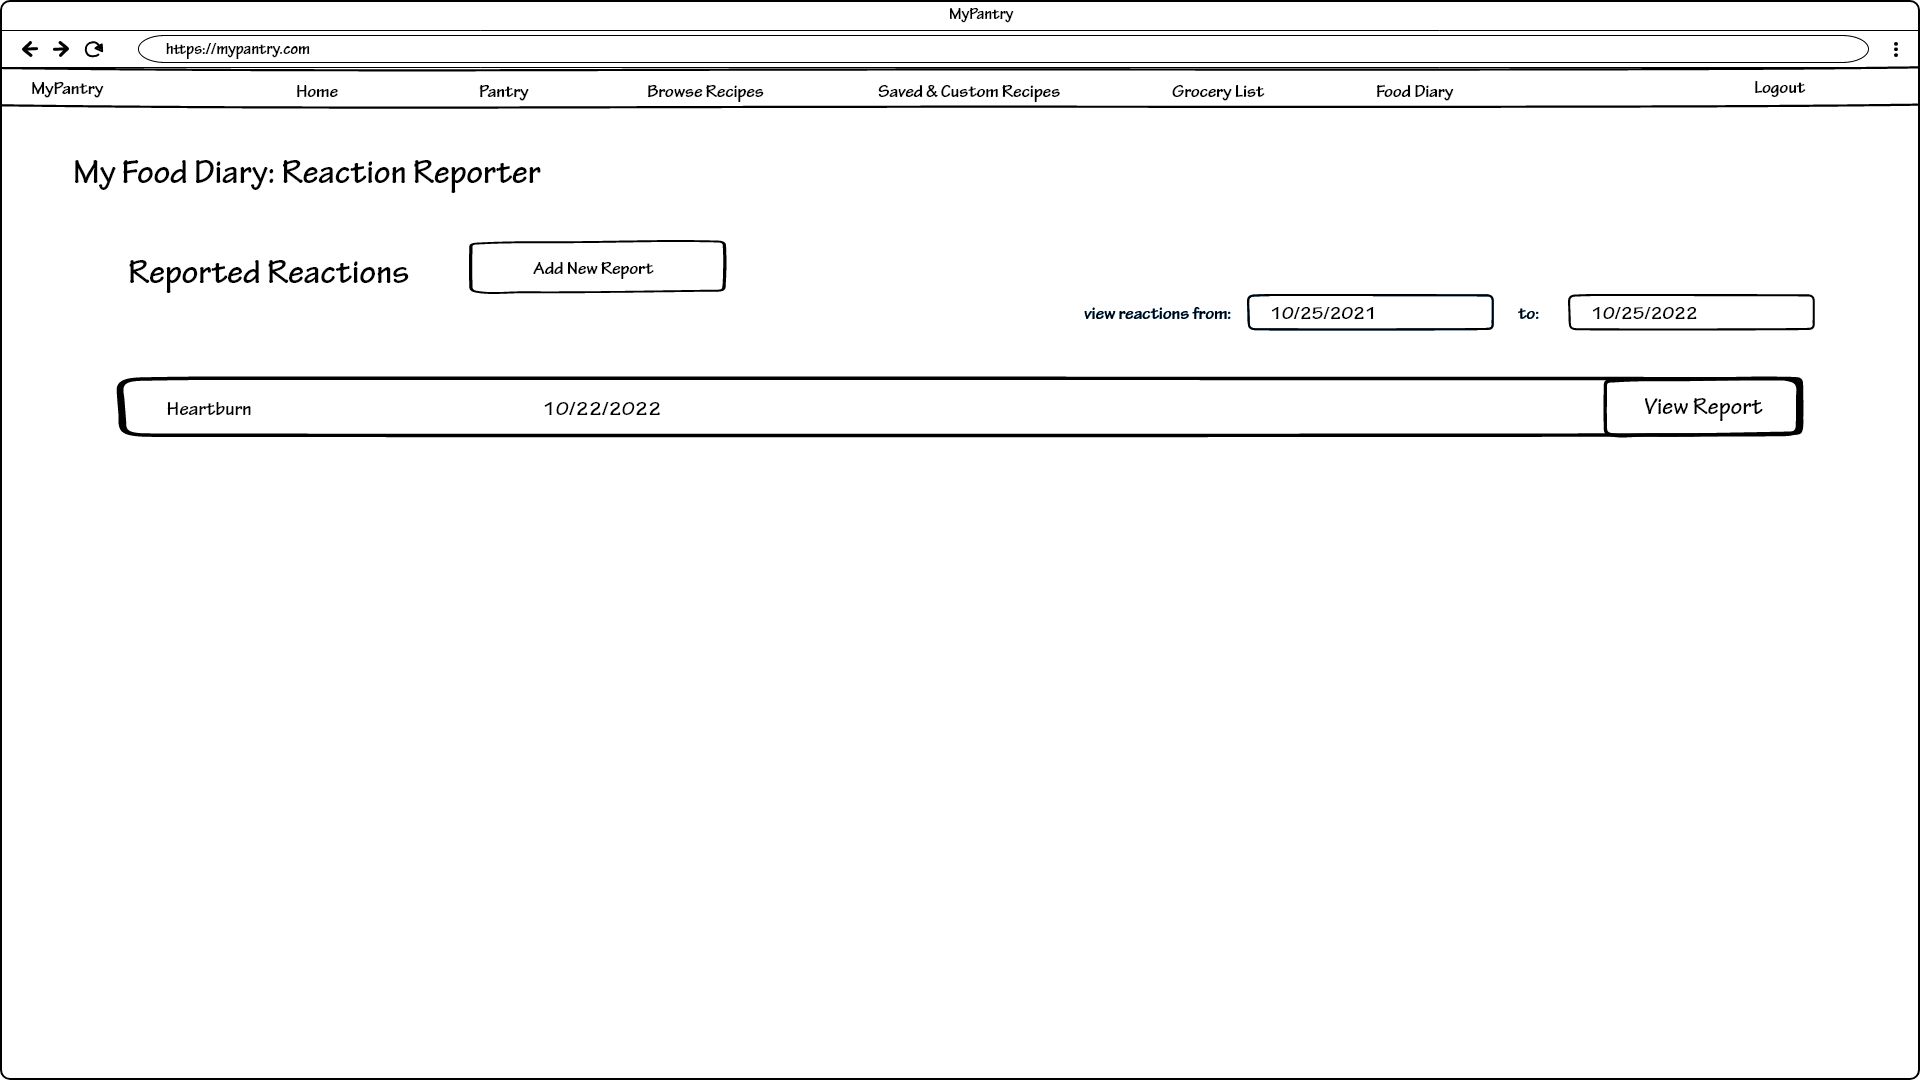 MyPantry
https://mypantry.com
MyPantry Home Pantry Browse Recipes Saved & Custom Recipes Grocery List Food Diary Logout
My Food Diary: Reaction Reporter
Reported Reactions Add New Report
view reactions from: 10/25/2021 to: 10/25/2022
Heartburn 10/22/2022 View Report